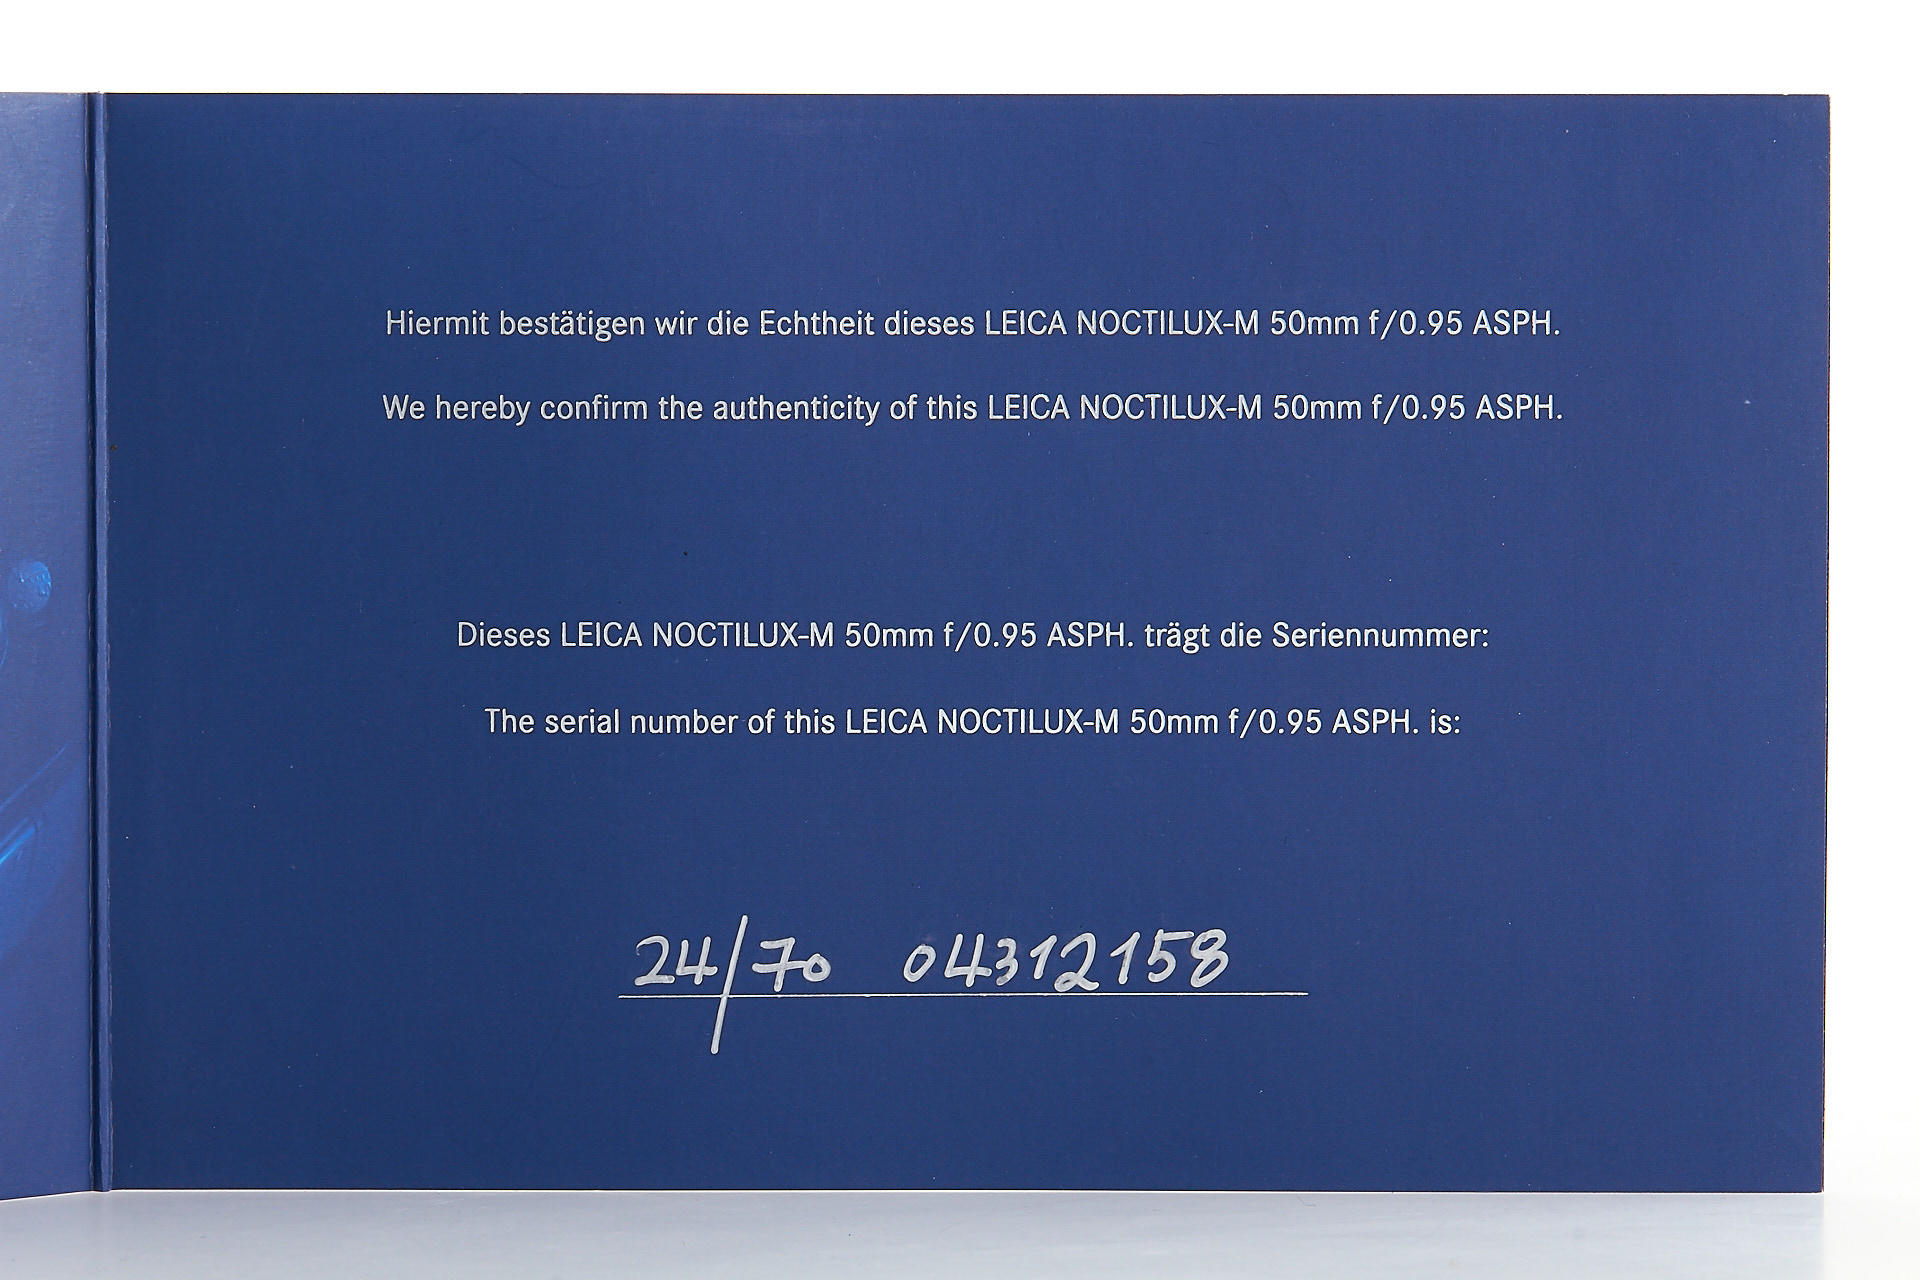 Hiermit bestätigen wir die Echtheit dieses LEICA NOCTILUX-M 50mm f/0.95 ASPH.
We hereby confirm the authenticity of this LEICA NOCTILUX-M 50mm f/0.95 ASPH.
Dieses LEICA NOCTILUX-M 50mm f/0.95 ASPH. trägt die Seriennummer:
The serial number of this LEICA NOCTILUX-M 50mm f/0.95 ASPH. is:
24/70 04312158